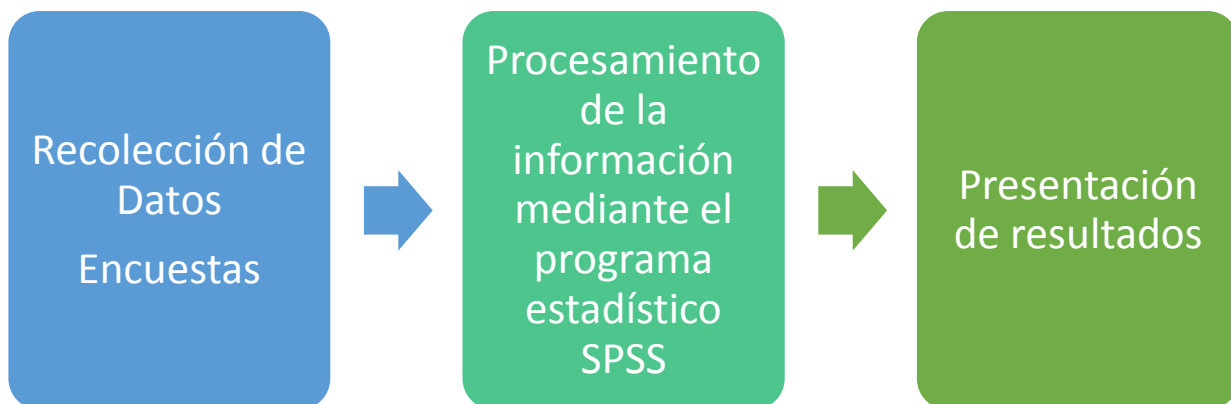 Recolección de
Datos
Encuestas
Procesamiento
de la
información
mediante el
programa
estadístico
SPSS
Presentación
de resultados